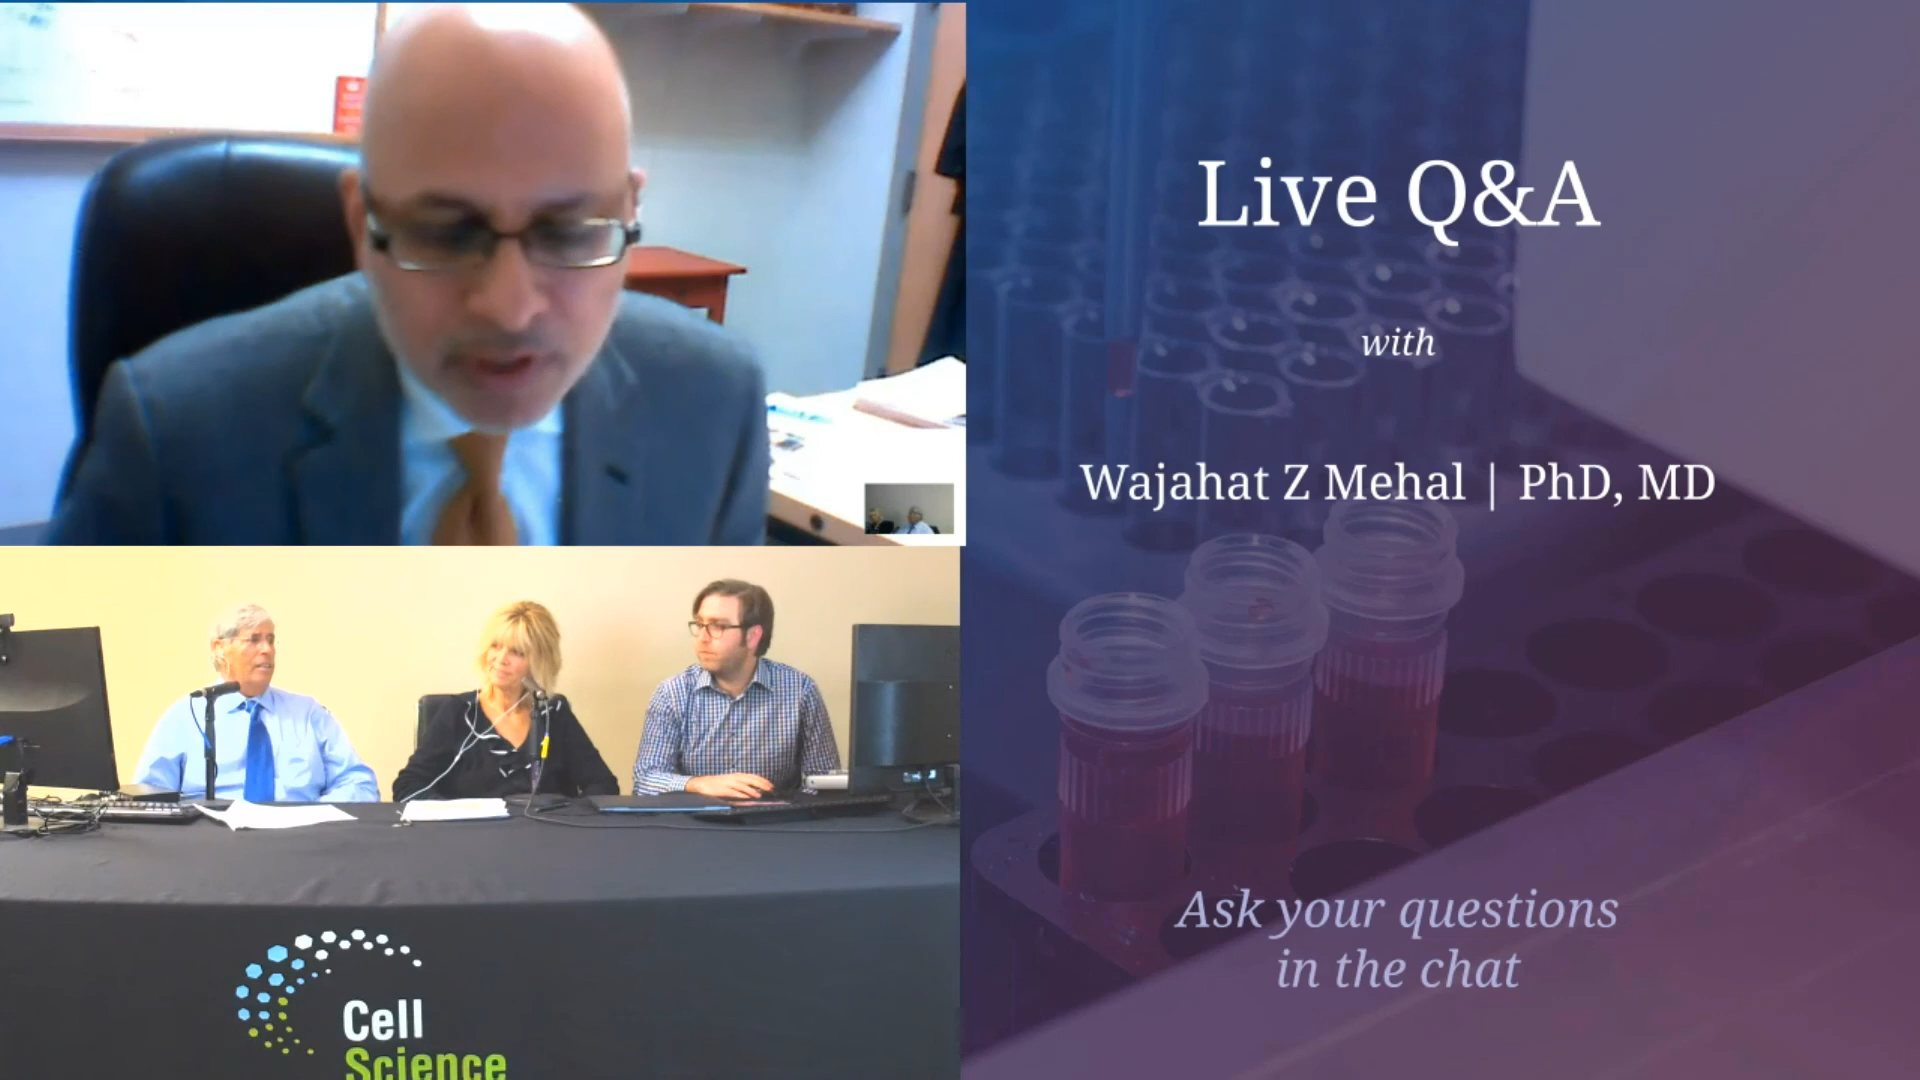 Live Q&A
with
Wajahat Z Mehal | PhD, MD
Ask your questions
in the chat
Cell
Science